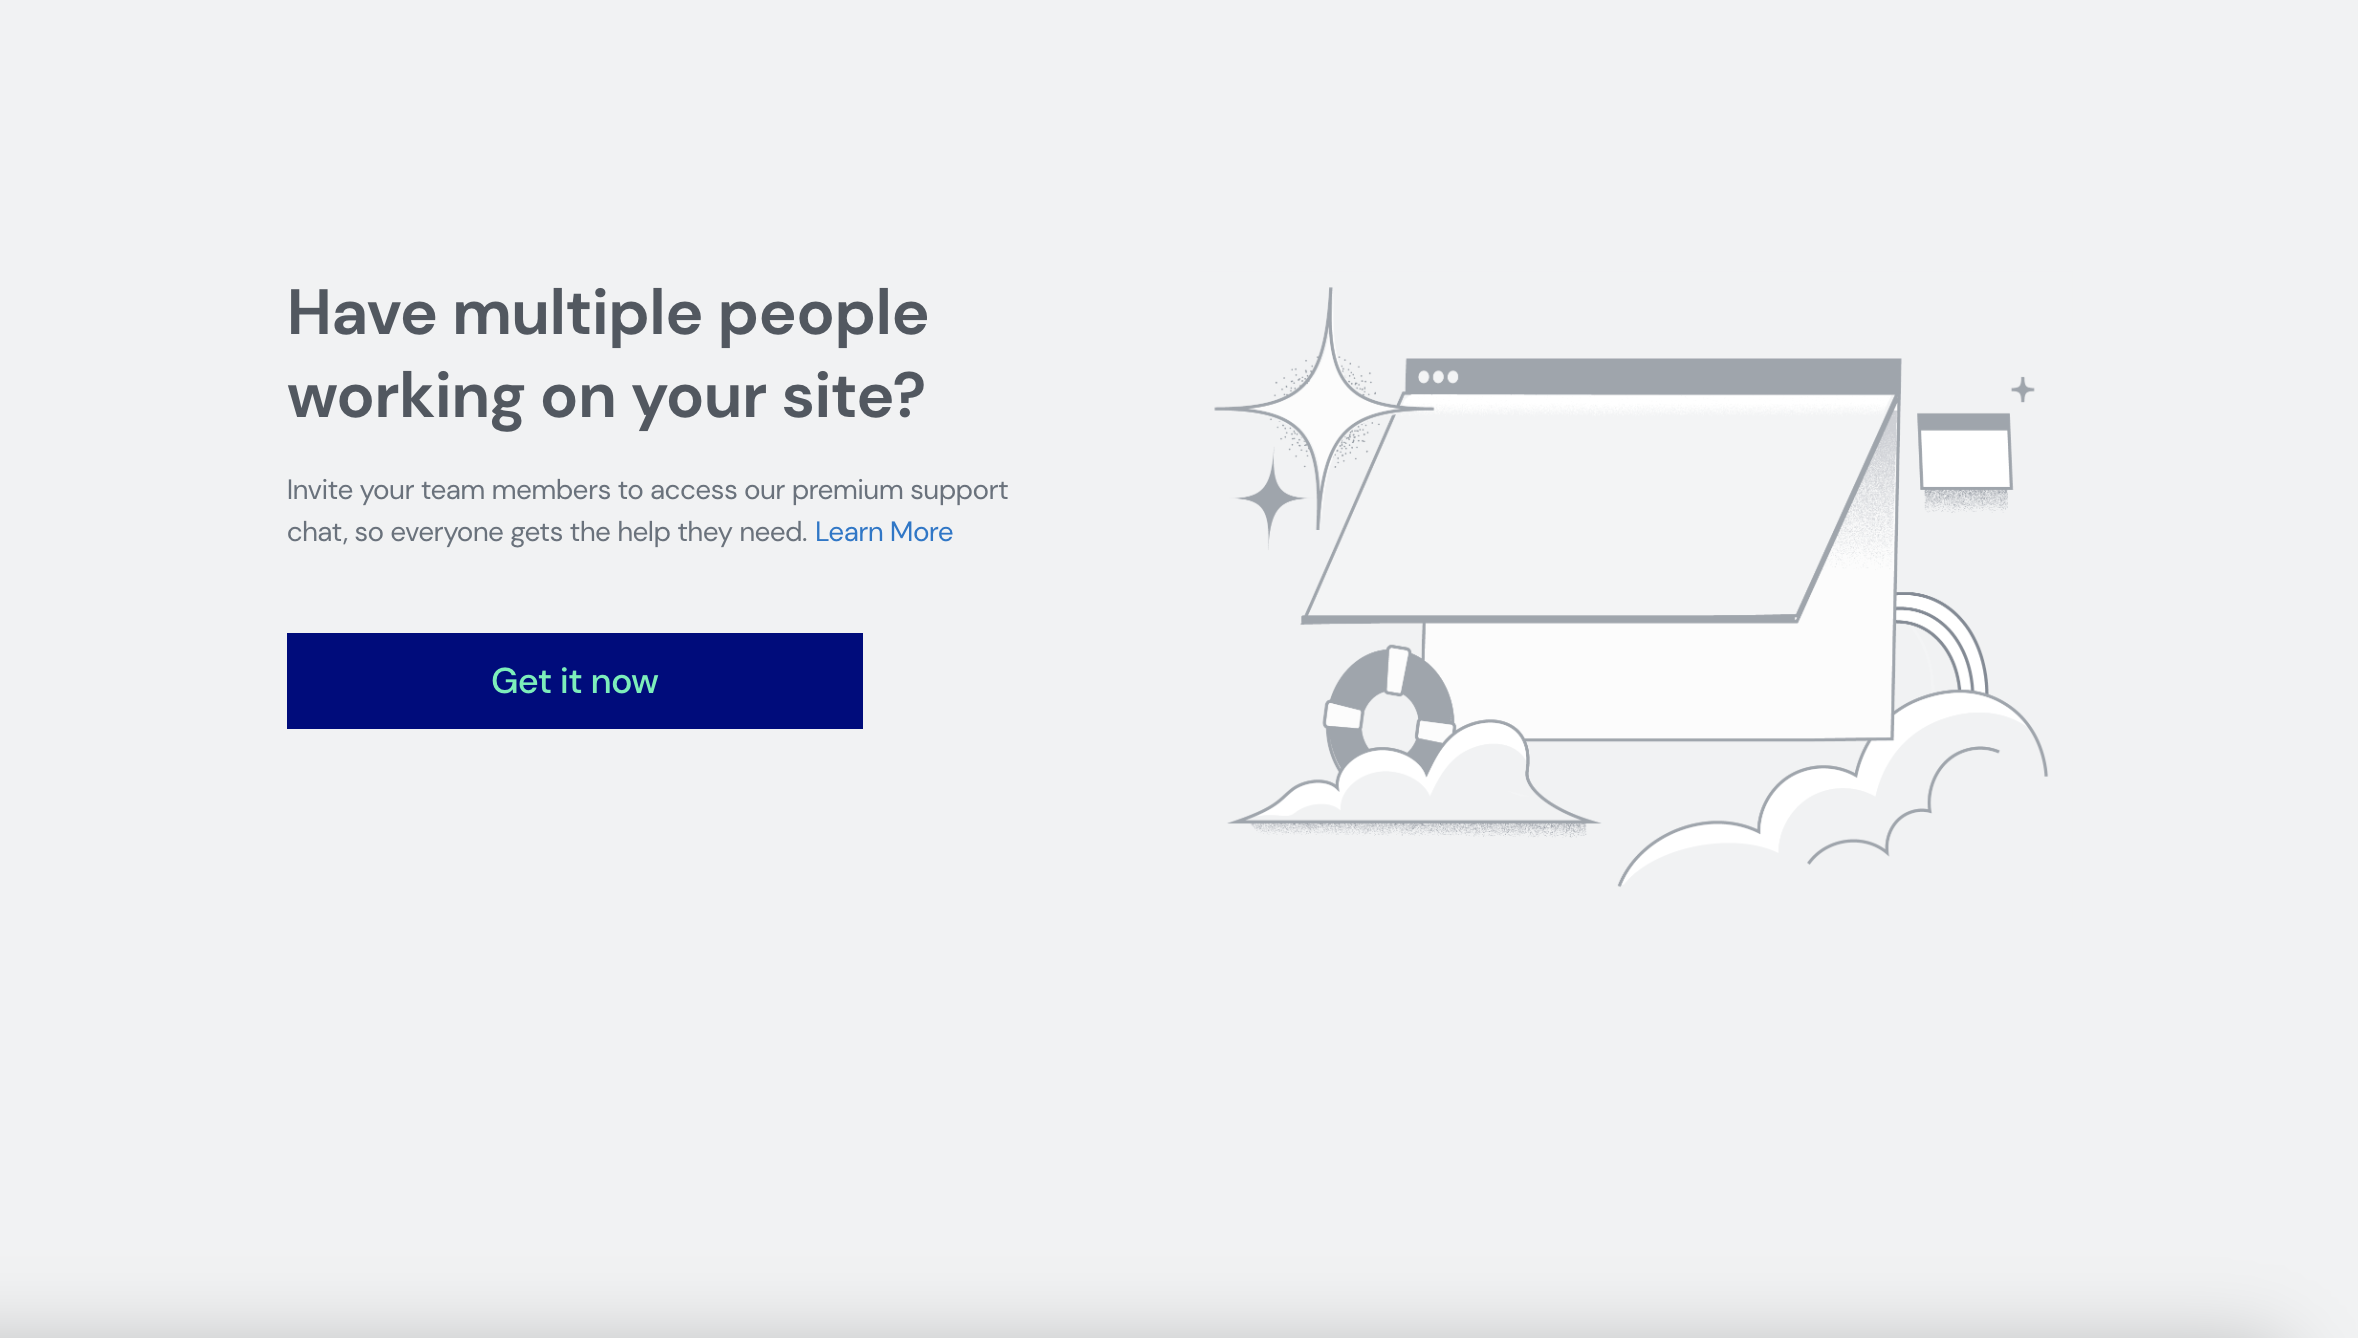 Have multiple people
working on your site?
Invite your team members to access our premium support
chat, so everyone gets the help they need. Learn More
Get it now